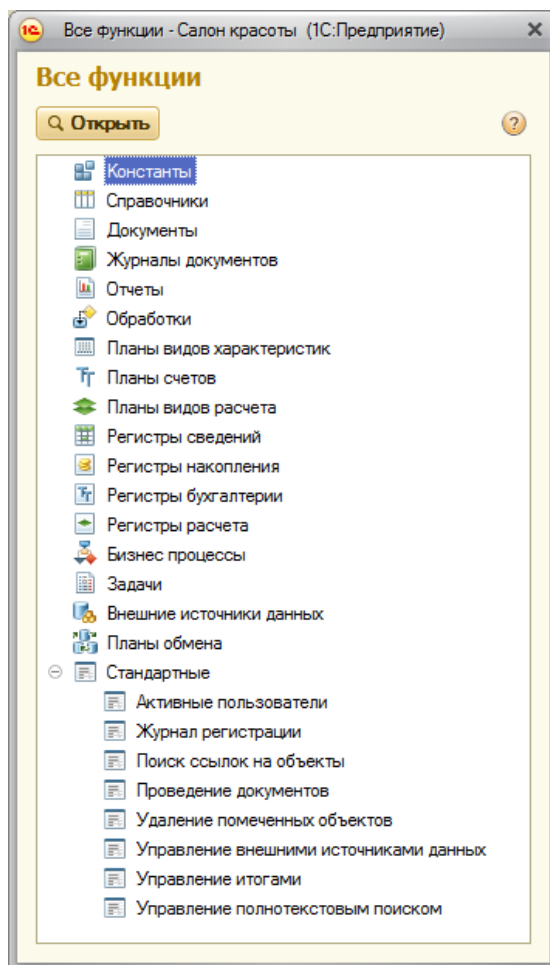 1С Все функции - Салон красоты (1С:Предприятие)
Все функции
Открыть
?
Константы
Справочники
Документы
Журналы документов
Отчеты
Обработки
Планы видов характеристик
Планы счетов
Планы видов расчета
Регистры сведений
Регистры накопления
Регистры бухгалтерии
Регистры расчета
Бизнес процессы
Задачи
Внешние источники данных
Планы обмена
Стандартные
Активные пользователи
Журнал регистрации
Поиск ссылок на объекты
Проведение документов
Удаление помеченных объектов
Управление внешними источниками данных
Управление итогами
Управление полнотекстовым поиском